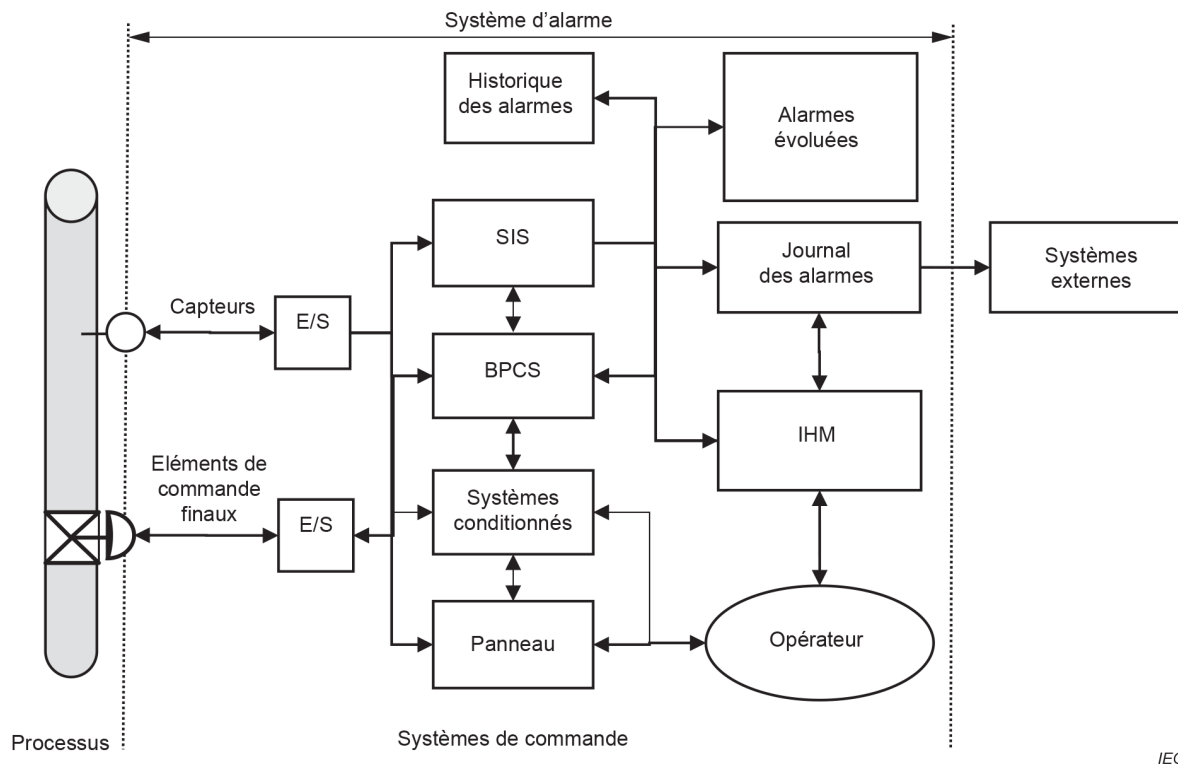 Système d'alarme
Historique
des alarmes
Alarmes
évoluées
SIS
Journal
des alarmes
Systèmes
externes
Capteurs
E/S
BPCS
IHM
Eléments de
commande
finaux
E/S
Systèmes
conditionnés
Panneau
Opérateur
Processus
Systèmes de commande